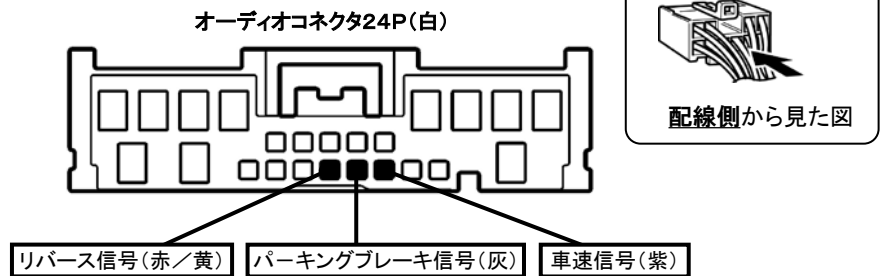 オーディオコネクタ24P(白)
配線側から見た図
リバース信号(赤/黄)
パーキングブレーキ信号(灰)
車速信号(紫)